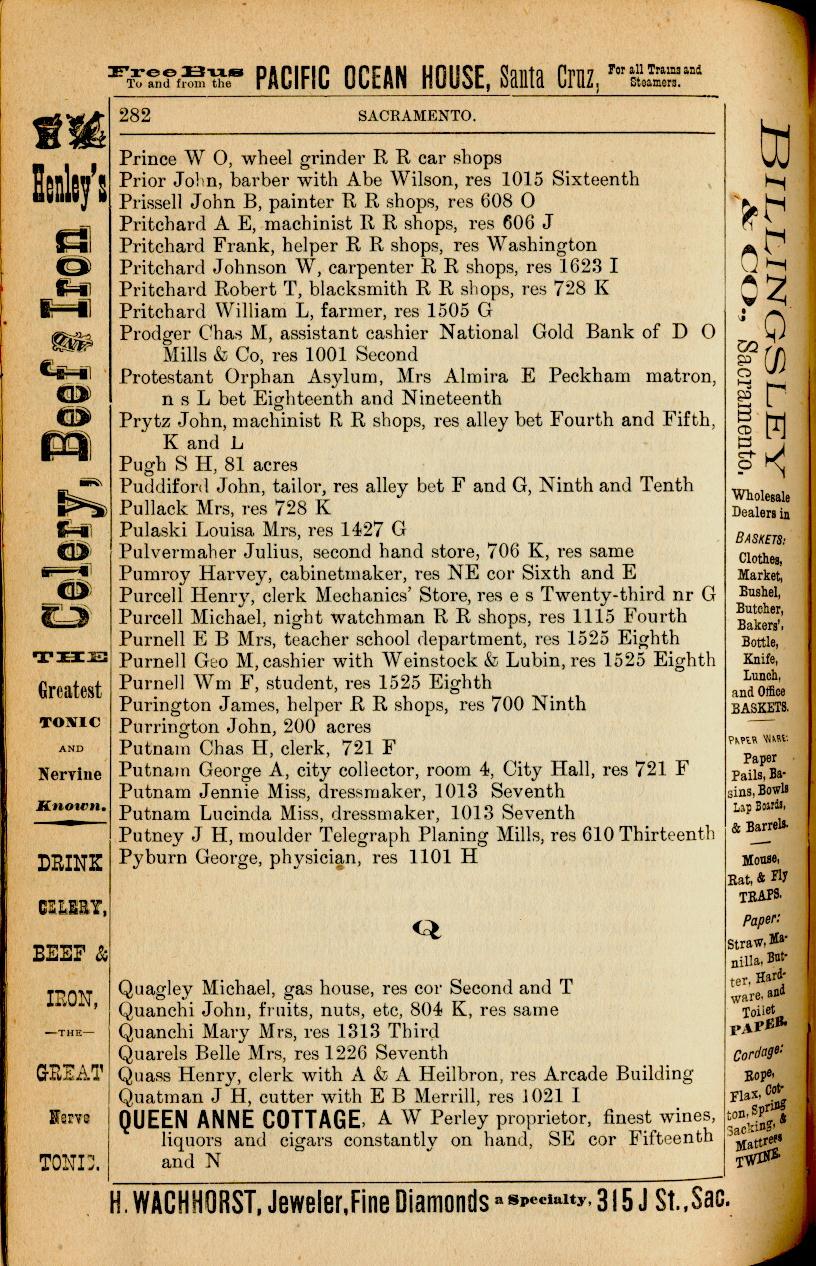 Free Bus To and from the PACIFIC OCEAN HOUSE, Santa Cruz, For all Trains and Steamers.
282 SACRAMENTO.
Prince W O, wheel grinder R R car shops
Prior John, barber with Abe Wilson, res 1015 Sixteenth
Prissell John B, painter R R shops, res 608 O
Pritchard A E, machinist R R shops, res 606 J
Pritchard Frank, helper R R shops, res Washington
Pritchard Johnson W, carpenter R R shops, res 1623 I
Pritchard Robert T, blacksmith R R shops, res 728 K
Pritchard William L, farmer, res 1505 G
Prodger Chas M, assistant cashier National Gold Bank of D O
Mills & Co, res 1001 Second
Protestant Orphan Asylum, Mrs Almira E Peckham matron,
n s L bet Eighteenth and Nineteenth
Prytz John, machinist R R shops, res alley bet Fourth and Fifth,
K and L
Pugh S H, 81 acres
Puddiford John, tailor, res alley bet F and G, Ninth and Tenth
Pullack Mrs, res 728 K
Pulaski Louisa Mrs, res 1427 G
Pulvermaher Julius, second hand store, 706 K, res same
Pumroy Harvey, cabinetmaker, res NE cor Sixth and E
Purcell Henry, clerk Mechanics' Store, res e s Twenty-third nr G
Purcell Michael, night watchman R R shops, res 1115 Fourth
Purnell E B Mrs, teacher school department, res 1525 Eighth
Purnell Geo M, cashier with Weinstock & Lubin, res 1525 Eighth
Purnell Wm F, student, res 1525 Eighth
Purington James, helper R R shops, res 700 Ninth
Purrington John, 200 acres
Putnam Chas H, clerk, 721 F
Putnam George A, city collector, room 4, City Hall, res 721 F
Putnam Jennie Miss, dressmaker, 1013 Seventh
Putnam Lucinda Miss, dressmaker, 1013 Seventh
Putney J H, moulder Telegraph Planing Mills, res 610 Thirteenth
Pyburn George, physician, res 1101 H
Q
Quagley Michael, gas house, res cor Second and T
Quanchi John, fruits, nuts, etc, 804 K, res same
Quanchi Mary Mrs, res 1313 Third
Quarels Belle Mrs, res 1226 Seventh
Quass Henry, clerk with A & A Heilbron, res Arcade Building
Quatman J H, cutter with E B Merrill, res 1021 I
QUEEN ANNE COTTAGE, A W Perley proprietor, finest wines,
liquors and cigars constantly on hand, SE cor Fifteenth
and N
H. WACHHORST, Jeweler, Fine Diamonds a Specialty, 315 J St., Sac.
Henley's
Celery, Beef and Iron
THE
Greatest
TONIC
AND
Nervine
Known.
DRINK
CELERY,
BEEF &
IRON,
—THE—
GREAT
Nerve
TONIC.
BILLINGSLEY
& CO., Sacramento.
Wholesale
Dealers in
BASKETS:
Clothes,
Market,
Bushel,
Butcher,
Bakers',
Bottle,
Knife,
Lunch,
and Office
BASKETS.
PAPER WARE:
Paper
Pails, Ba-
sins, Bowls
Lap Boards,
& Barrels.
Mouse,
Rat, & Fly
TRAPS.
Paper:
Straw, Ma-
nilla, But-
ter, Hard-
ware, and
Toilet
PAPER.
Cordage:
Rope,
Flax, Cot-
ton, Spring
Sacking, &
Mattress
TWINE.